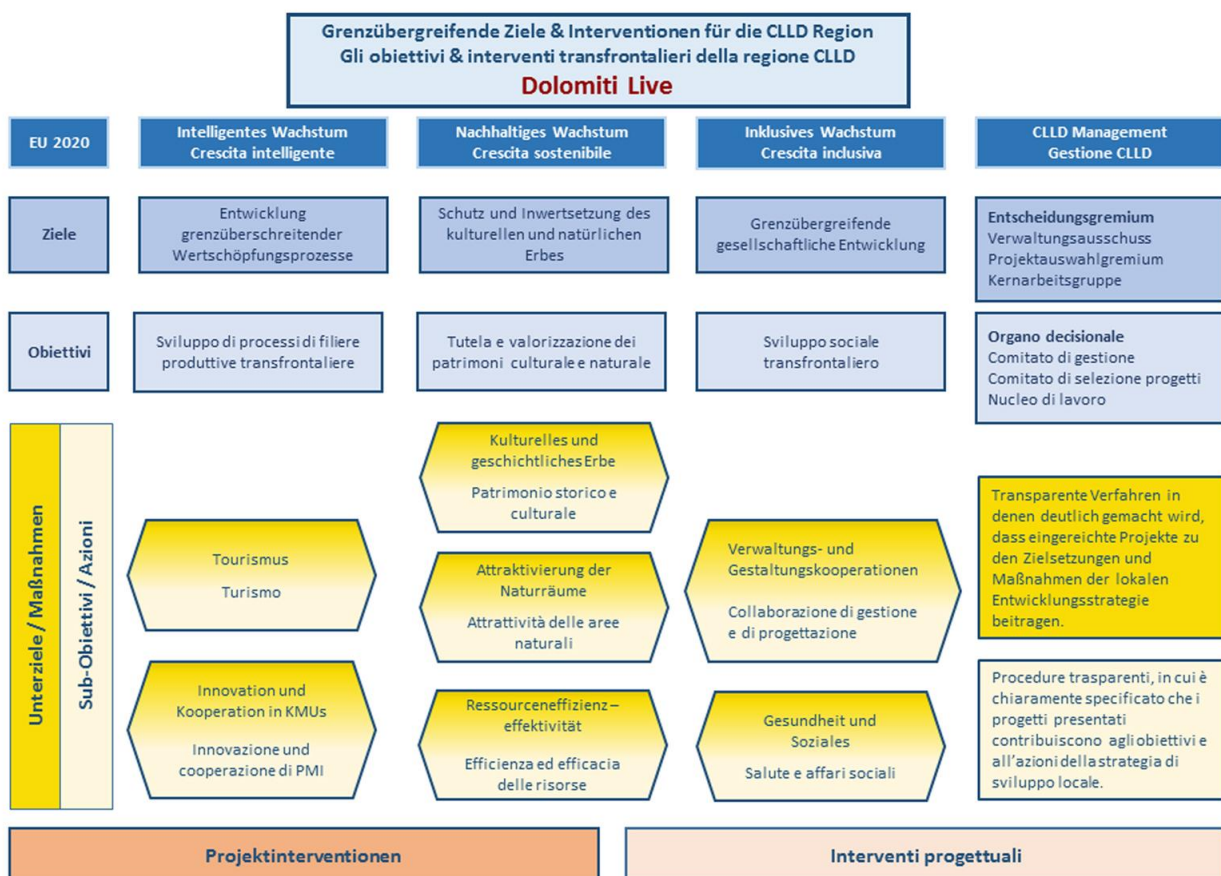 Grenzübergreifende Ziele & Interventionen für die CLLD Region
Gli obiettivi & interventi transfrontalieri della regione CLLD
Dolomiti Live
EU 2020
Intelligentes Wachstum
Crescita intelligente
Nachhaltiges Wachstum
Crescita sostenibile
Inklusives Wachstum
Crescita inclusiva
CLLD Management
Gestione CLLD
Ziele
Entwicklung
grenzüberschreitender
Wertschöpfungsprozesse
Schutz und Inwertsetzung des
kulturellen und natürlichen
Erbes
Grenzübergreifende
gesellschaftliche Entwicklung
Entscheidungsgremium
Verwaltungsausschuss
Projektauswahlgremium
Kernarbeitsgruppe
Obiettivi
Sviluppo di processi di filiere
produttive transfrontaliere
Tutela e valorizzazione dei
patrimoni culturale e naturale
Sviluppo sociale
transfrontaliero
Organo decisionale
Comitato di gestione
Comitato di selezione progetti
Nucleo di lavoro
Unterziele / Maßnahmen
Sub-Obiettivi / Azioni
Tourismus
Turismo
Innovation und
Kooperation in KMUs
Innovazione und
cooperazione di PMI
Kulturelles und
geschichtliches Erbe
Patrimonio storico e
culturale
Attraktivierung der
Naturräume
Attrattività delle aree
naturali
Ressourceneffizienz –
effektivität
Efficienza ed efficacia
delle risorse
Verwaltungs- und
Gestaltungskooperationen
Collaborazione di gestione
e di progettazione
Gesundheit und
Soziales
Salute e affari sociali
Transparente Verfahren in
denen deutlich gemacht wird,
dass eingereichte Projekte zu
den Zielsetzungen und
Maßnahmen der lokalen
Entwicklungsstrategie
beitragen.
Procedure trasparenti, in cui è
chiaramente specificato che i
progetti presentati
contribuiscono agli obiettivi e
all'azioni della strategia di
sviluppo locale.
Projektinterventionen
Interventi progettuali